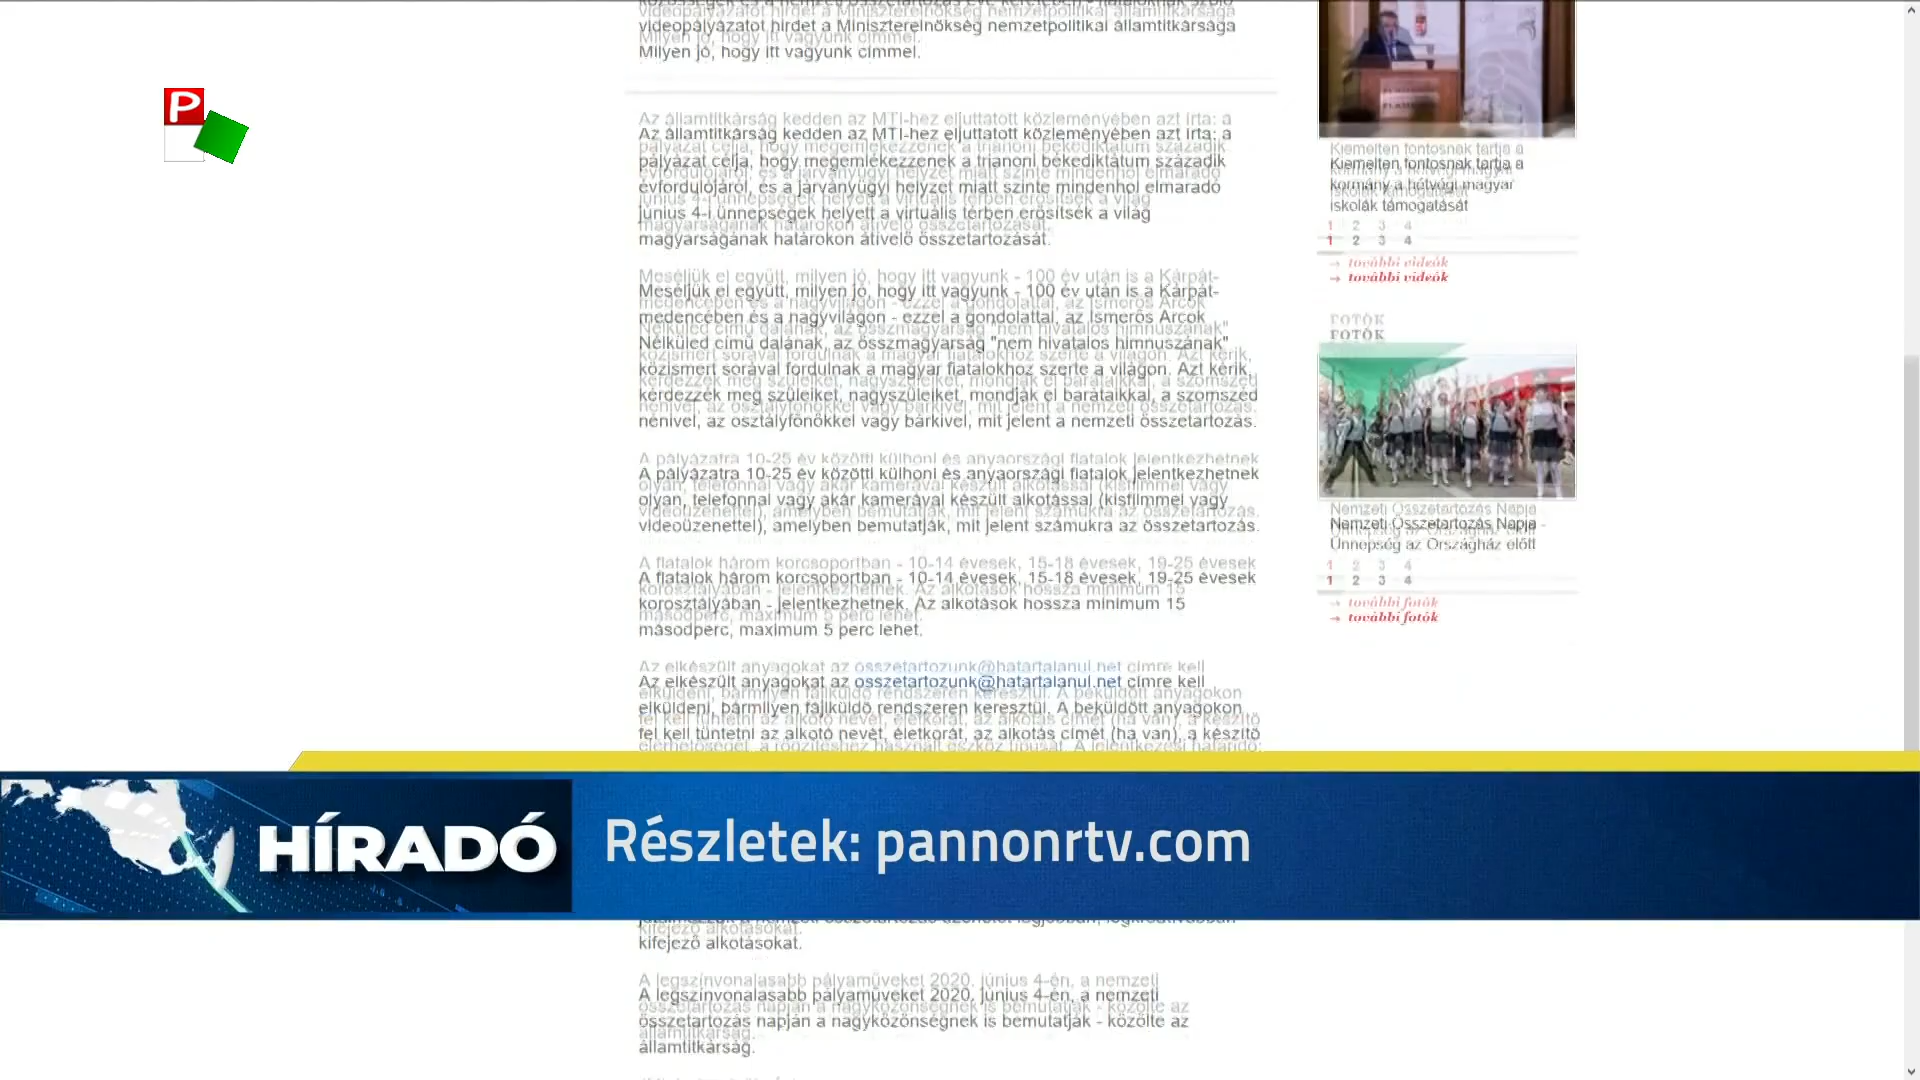 videopályázatot hirdet a Miniszterelnökség nemzetpolitikai államtitkársága
Milyen jó, hogy itt vagyunk címmel.
P
Az államtitkárság kedden az MTI-hez eljuttatott közleményében azt írta: a
pályázat célja, hogy megemlékezzenek a trianoni békediktátum századik
évfordulójáról, és a járványügyi helyzet miatt szinte mindenhol elmaradó
június 4-i ünnepségek helyett a virtuális térben erősítsék a világ
magyarságának határokon átívelő összetartozását.
Meséljük el együtt, milyen jó, hogy itt vagyunk - 100 év után is a Kárpát-
medencében és a nagyvilágon - ezzel a gondolattal, az Ismerős Arcok
Nélküled című dalának, az összmagyarság "nem hivatalos himnuszának"
közismert sorával fordulnak a magyar fiatalokhoz szerte a világon. Azt kérik,
kérdezzék meg szüleiket, nagyszüleiket, mondják el barátaikkal, a szomszéd
nénivel, az osztályfőnökkel vagy bárkivel, mit jelent a nemzeti összetartozás.
A pályázatra 10-25 év közötti külhoni és anyaországi fiatalok jelentkezhetnek
olyan, telefonnal vagy akár kamerával készült alkotással (kisfilmmel vagy
videoüzenettel), amelyben bemutatják, mit jelent számukra az összetartozás.
A fiatalok három korcsoportban - 10-14 évesek, 15-18 évesek, 19-25 évesek
korosztályában - jelentkezhetnek. Az alkotások hossza minimum 15
másodperc, maximum 5 perc lehet.
Az elkészült anyagokat az osszetartozunk@hatartalanul.net címre kell
elküldeni, bármilyen fájlküldő rendszeren keresztül. A beküldött anyagokon
fel kell tüntetni az alkotó nevét, életkorát, az alkotás címét (ha van), a készítő
kifejező alkotásokat.
A legszínvonalasabb pályaműveket 2020. június 4-én, a nemzeti
összetartozás napján a nagyközönségnek is bemutatják - közölte az
államtitkárság.
Kiemelten fontosnak tartja a
kormány a hétvégi magyar
iskolák támogatását
1 2 3 4
→ további videók
FOTÓK
Nemzeti Összetartozás Napja -
Ünnepség az Országház előtt
1 2 3 4
→ további fotók
HÍRADÓ
Részletek: pannonrtv.com